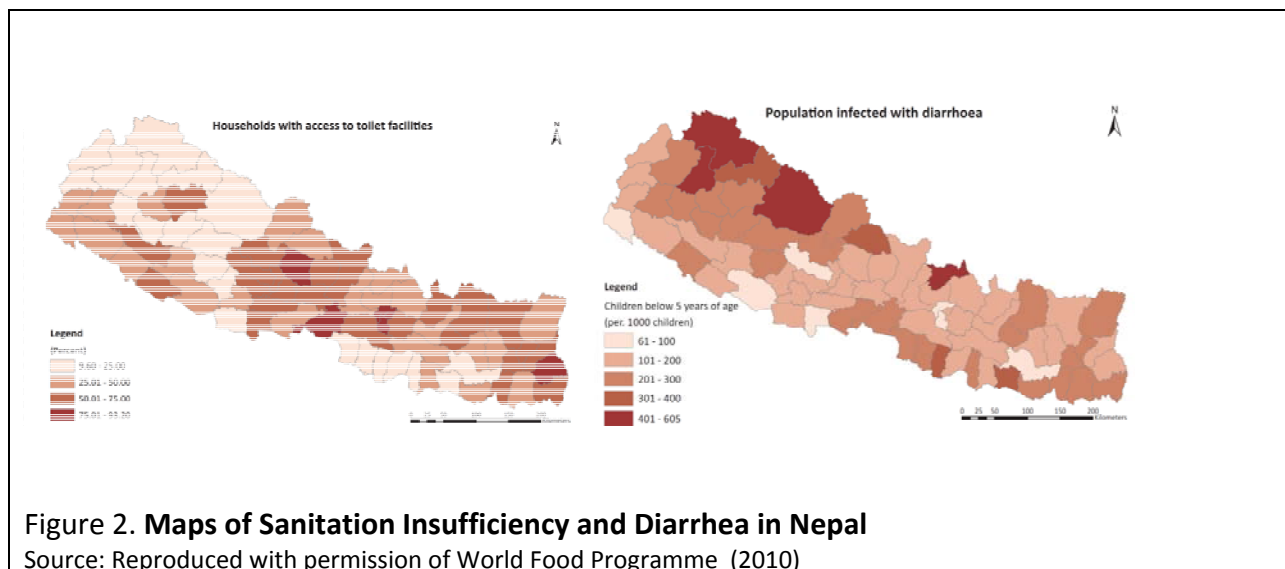 Households with access to toilet facilities
N
Legend
(Percent)
9.60 - 25.00
25.01 - 50.00
50.01 - 75.00
Kilometers
Population infected with diarrhoea
N
Legend
Children below 5 years of age
(per. 1000 children)
61 - 100
101 - 200
201 - 300
301 - 400
401 - 605
0 25 50 100 150 200
Kilometers
Figure 2. Maps of Sanitation Insufficiency and Diarrhea in Nepal
Source: Reproduced with permission of World Food Programme (2010)